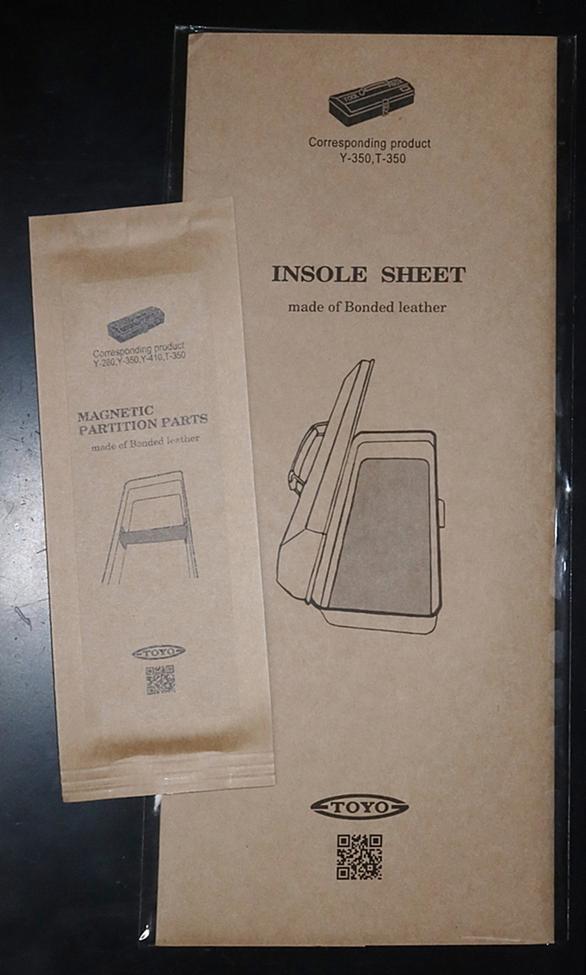 Corresponding product
Y-350,T-350
INSOLE SHEET
made of Bonded leather
TOYO
Corresponding product
Y-280,Y-350,Y-410,T-350
MAGNETIC
PARTITION PARTS
made of Bonded leather
TOYO